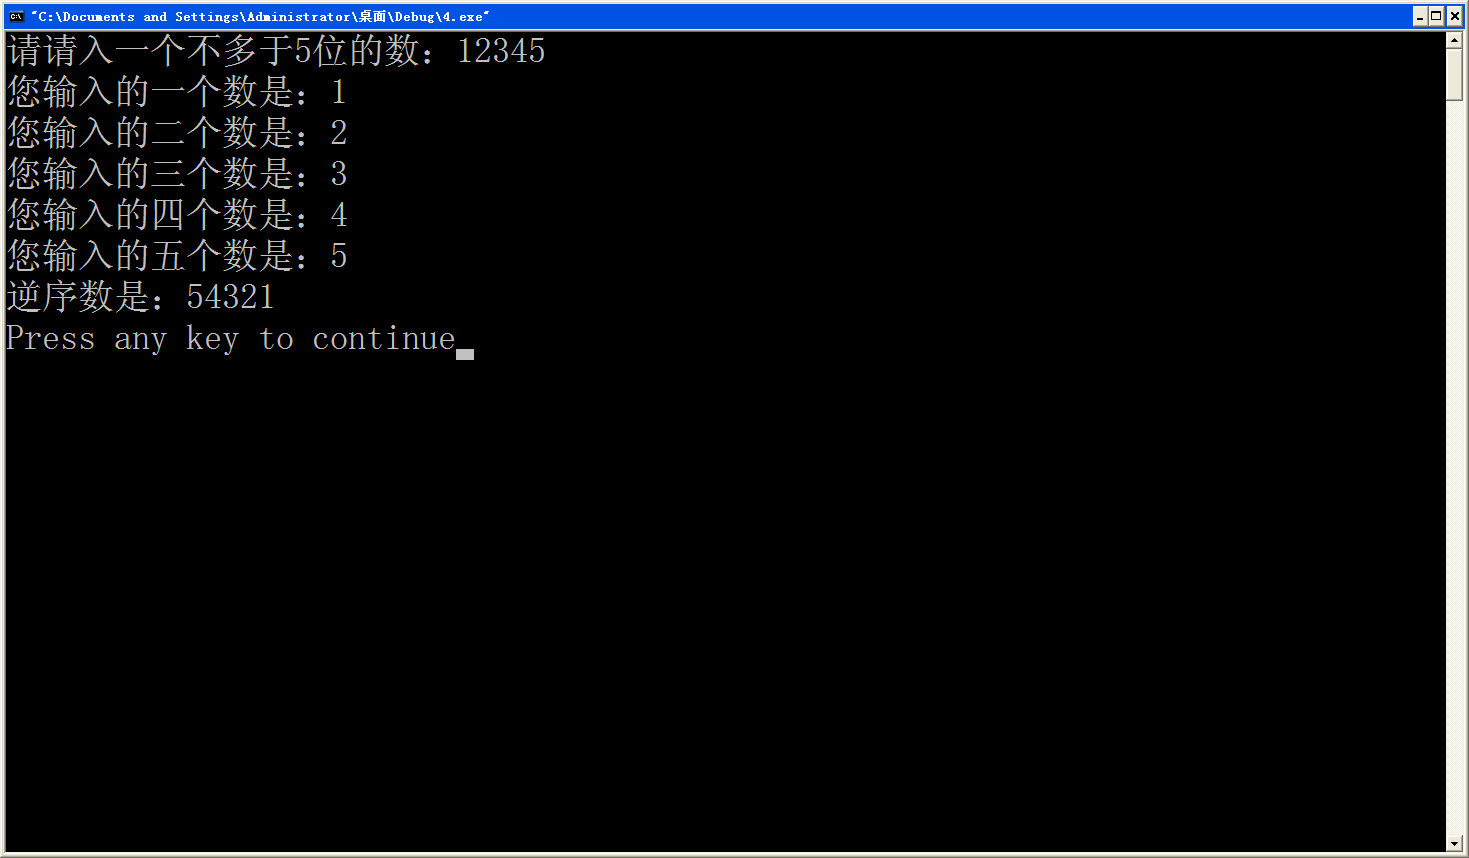 "C:\Documents and Settings\Administrator\桌面\Debug\4.exe"
请请入一个不多于5位的数：12345
您输入的一个数是：1
您输入的二个数是：2
您输入的三个数是：3
您输入的四个数是：4
您输入的五个数是：5
逆序数是：54321
Press any key to continue